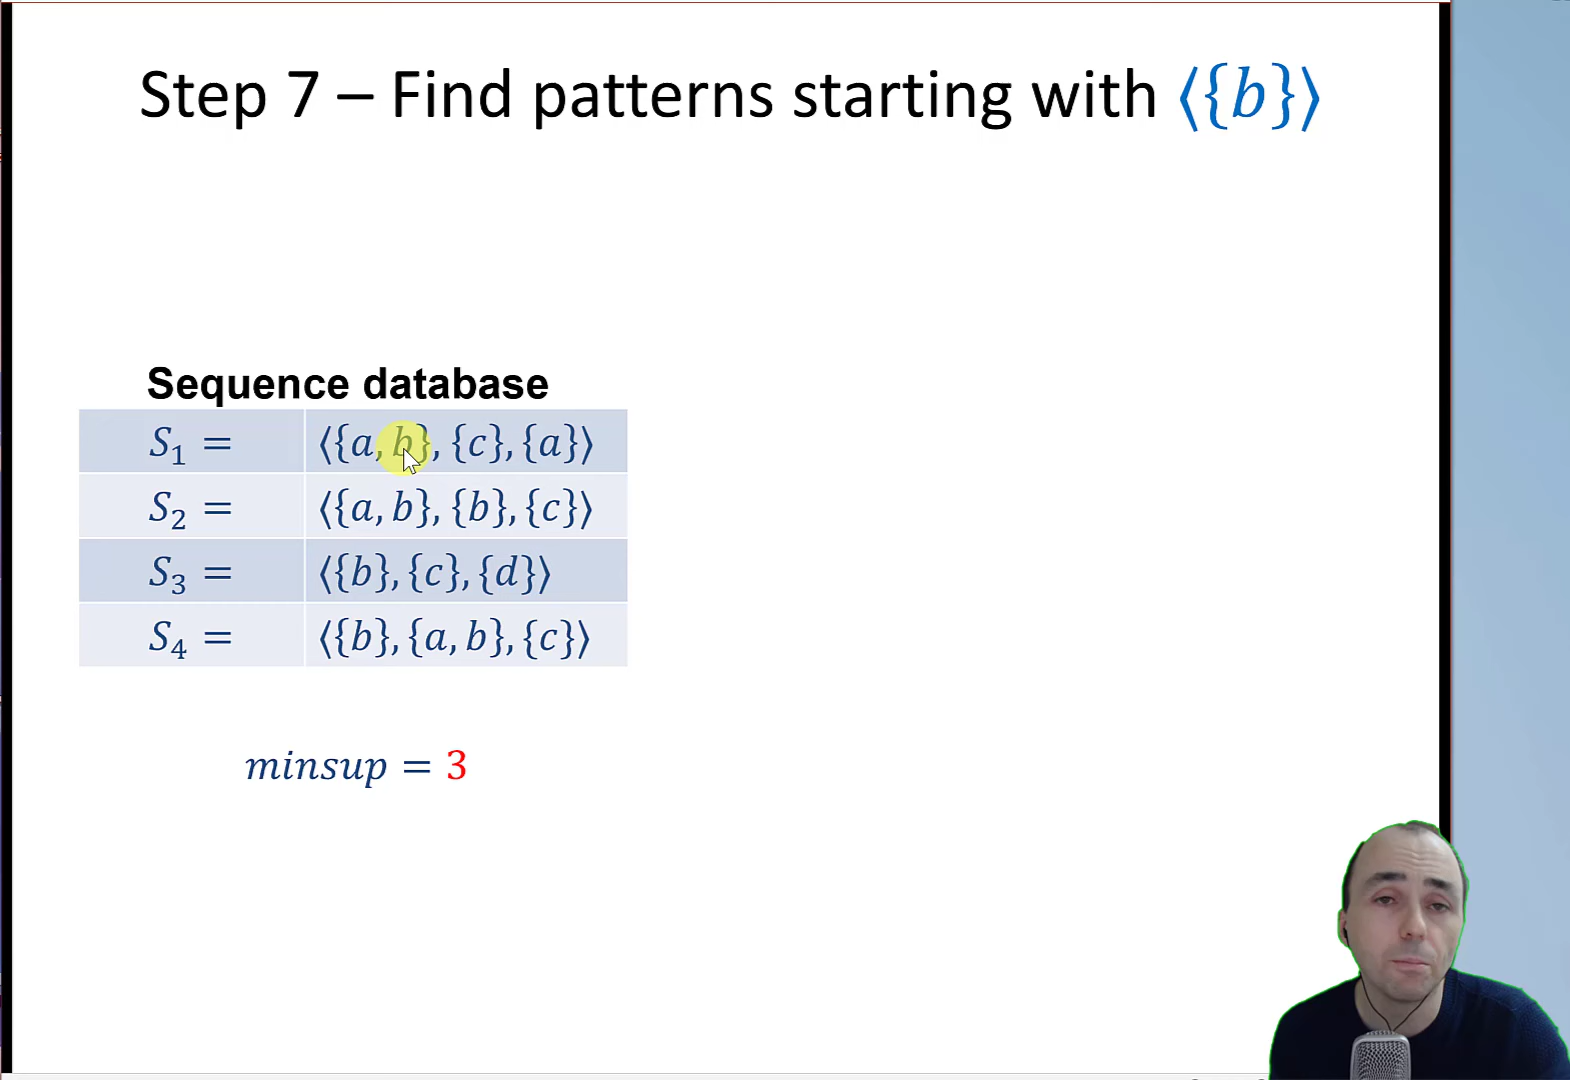 Step 7 – Find patterns starting with ⟨{b}⟩
Sequence database
S₁ = ⟨{a, b}, {c}, {a}⟩
S₂ = ⟨{a, b}, {b}, {c}⟩
S₃ = ⟨{b}, {c}, {d}⟩
S₄ = ⟨{b}, {a, b}, {c}⟩
minsup = 3